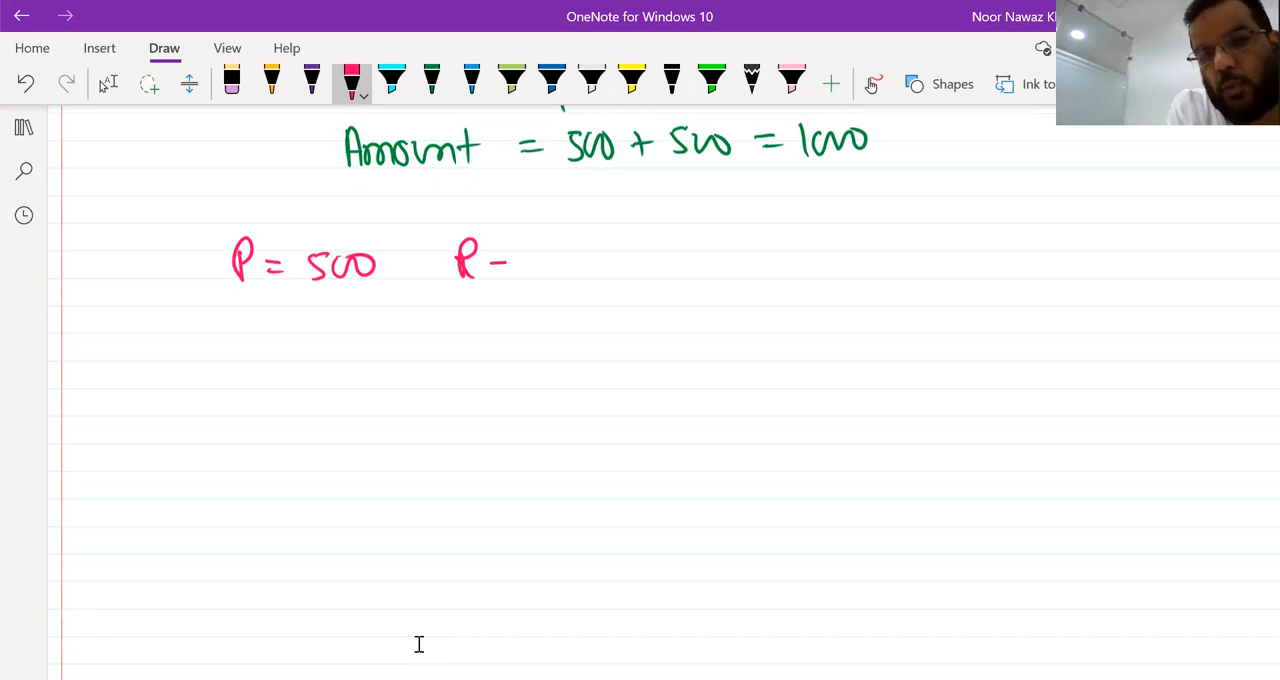 OneNote for Windows 10
Noor Nawaz Kh
Home Insert Draw View Help
Shapes Ink to
Amount = 500 + 500 = 1000
P = 500 R -